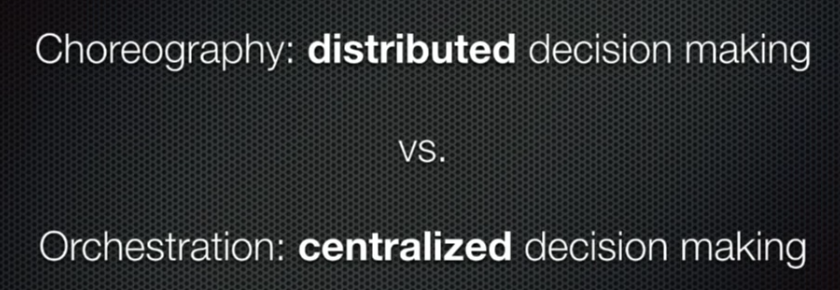 Choreography: distributed decision making
vs.
Orchestration: centralized decision making